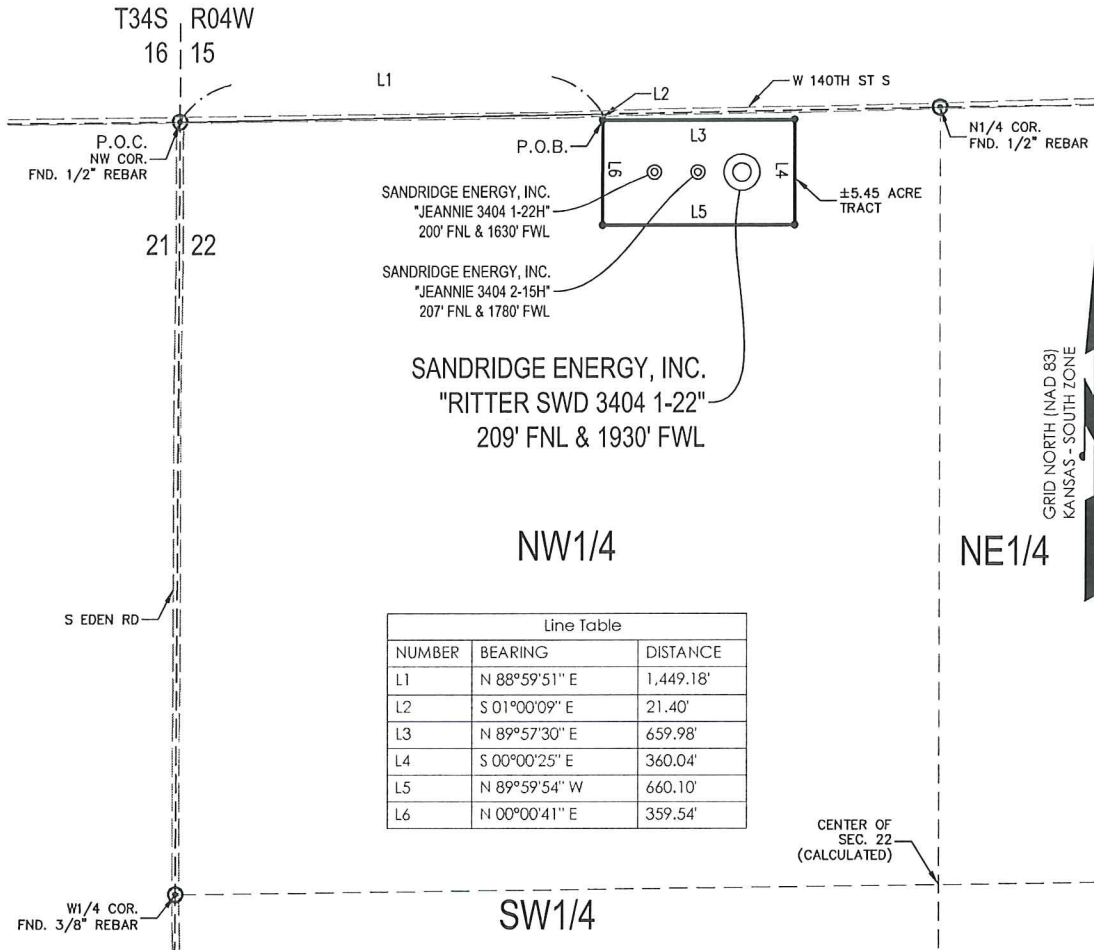 T34S R04W
16 15
L1
L2
W 140TH ST S
P.O.C.
NW COR.
FND. 1/2" REBAR
P.O.B.
L3
N1/4 COR.
FND. 1/2" REBAR
L6
L4
SANDRIDGE ENERGY, INC.
"JEANNIE 3404 1-22H"
200' FNL & 1630' FWL
L5
±5.45 ACRE
TRACT
21 22
SANDRIDGE ENERGY, INC.
"JEANNIE 3404 2-15H"
207' FNL & 1780' FWL
SANDRIDGE ENERGY, INC.
"RITTER SWD 3404 1-22"
209' FNL & 1930' FWL
GRID NORTH (NAD 83)
KANSAS - SOUTH ZONE
NW1/4
NE1/4
S EDEN RD
Line Table
NUMBER BEARING DISTANCE
L1 N 88°59'51" E 1,449.18'
L2 S 01°00'09" E 21.40'
L3 N 89°57'30" E 659.98'
L4 S 00°00'25" E 360.04'
L5 N 89°59'54" W 660.10'
L6 N 00°00'41" E 359.54'
CENTER OF
SEC. 22
(CALCULATED)
W1/4 COR.
FND. 3/8" REBAR
SW1/4